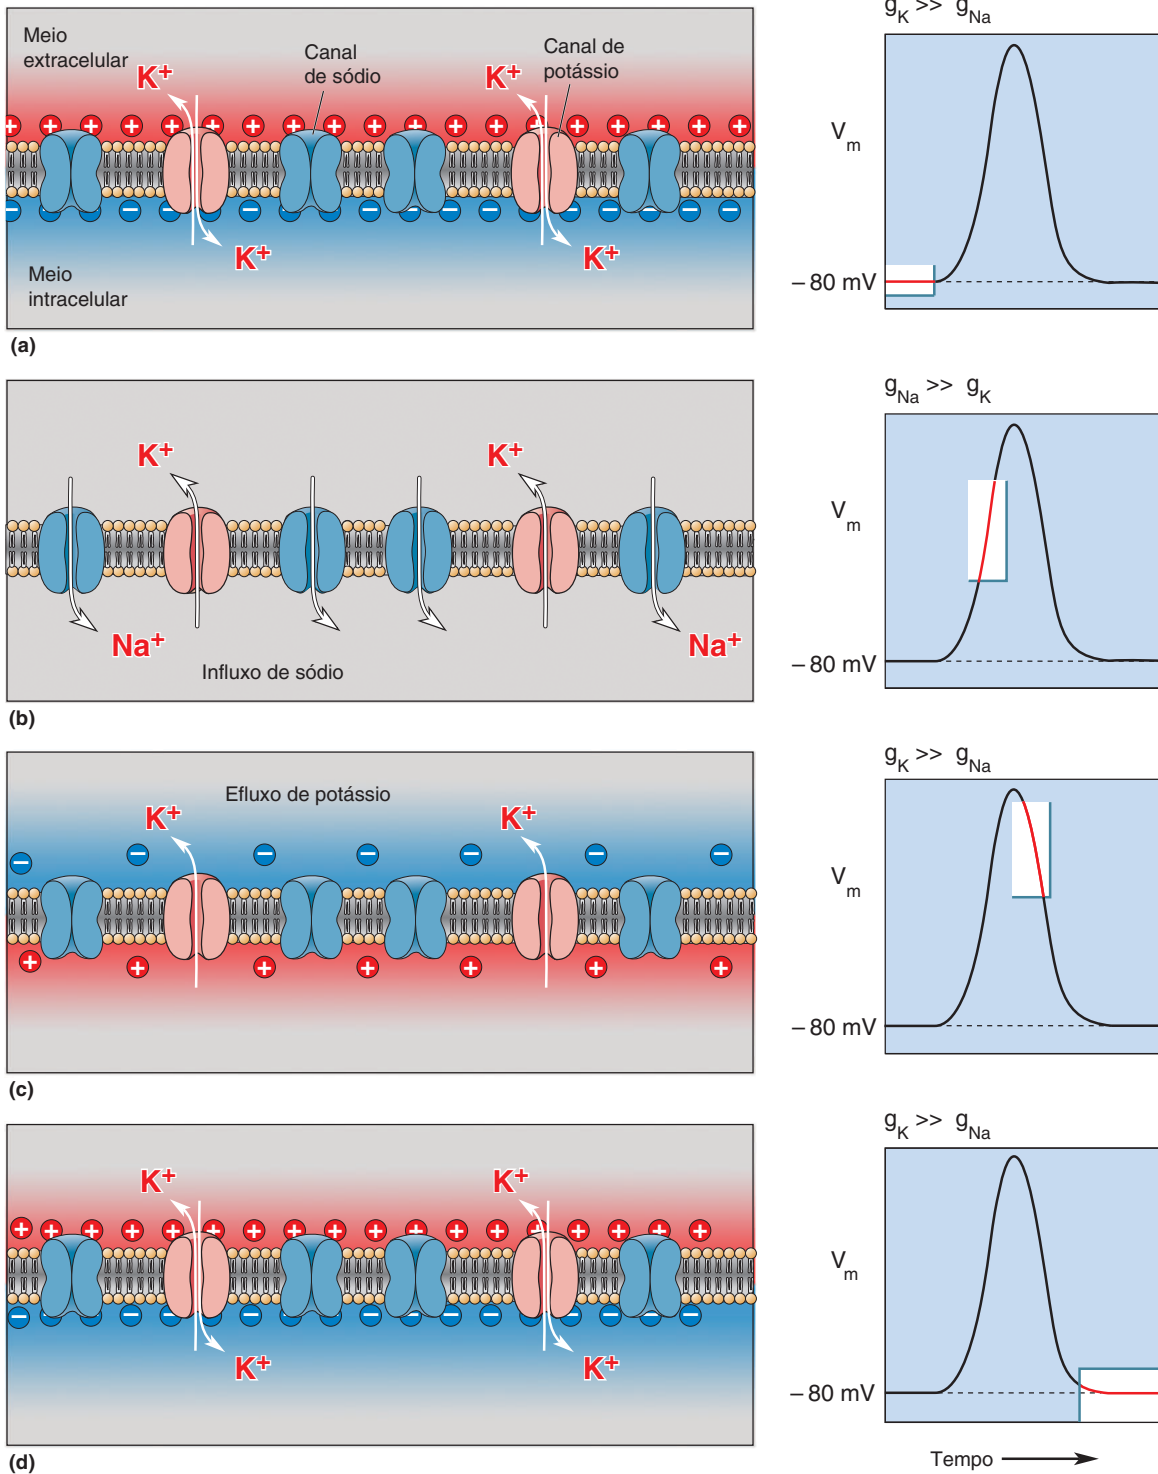 Meio
extracelular
K+
Canal
de sódio
Canal de
potássio
K+
+ + + + + + + + + + + + + + + +
− − − − − − − − − − − − − −
K+
K+
Meio
intracelular
(a)
gK >> gNa
Vm
− 80 mV
K+
K+
Na+
Na+
Influxo de sódio
(b)
gNa >> gK
Vm
− 80 mV
Efluxo de potássio
K+
K+
− − − − − − −
+ + + + + + +
(c)
gK >> gNa
Vm
− 80 mV
K+
K+
+ + + + + + + + + + + + + + + +
− − − − − − − − − − − − − −
K+
K+
(d)
gK >> gNa
Vm
− 80 mV
Tempo